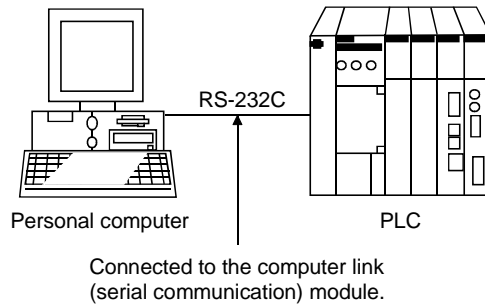 RS-232C
Personal computer
PLC
Connected to the computer link
(serial communication) module.